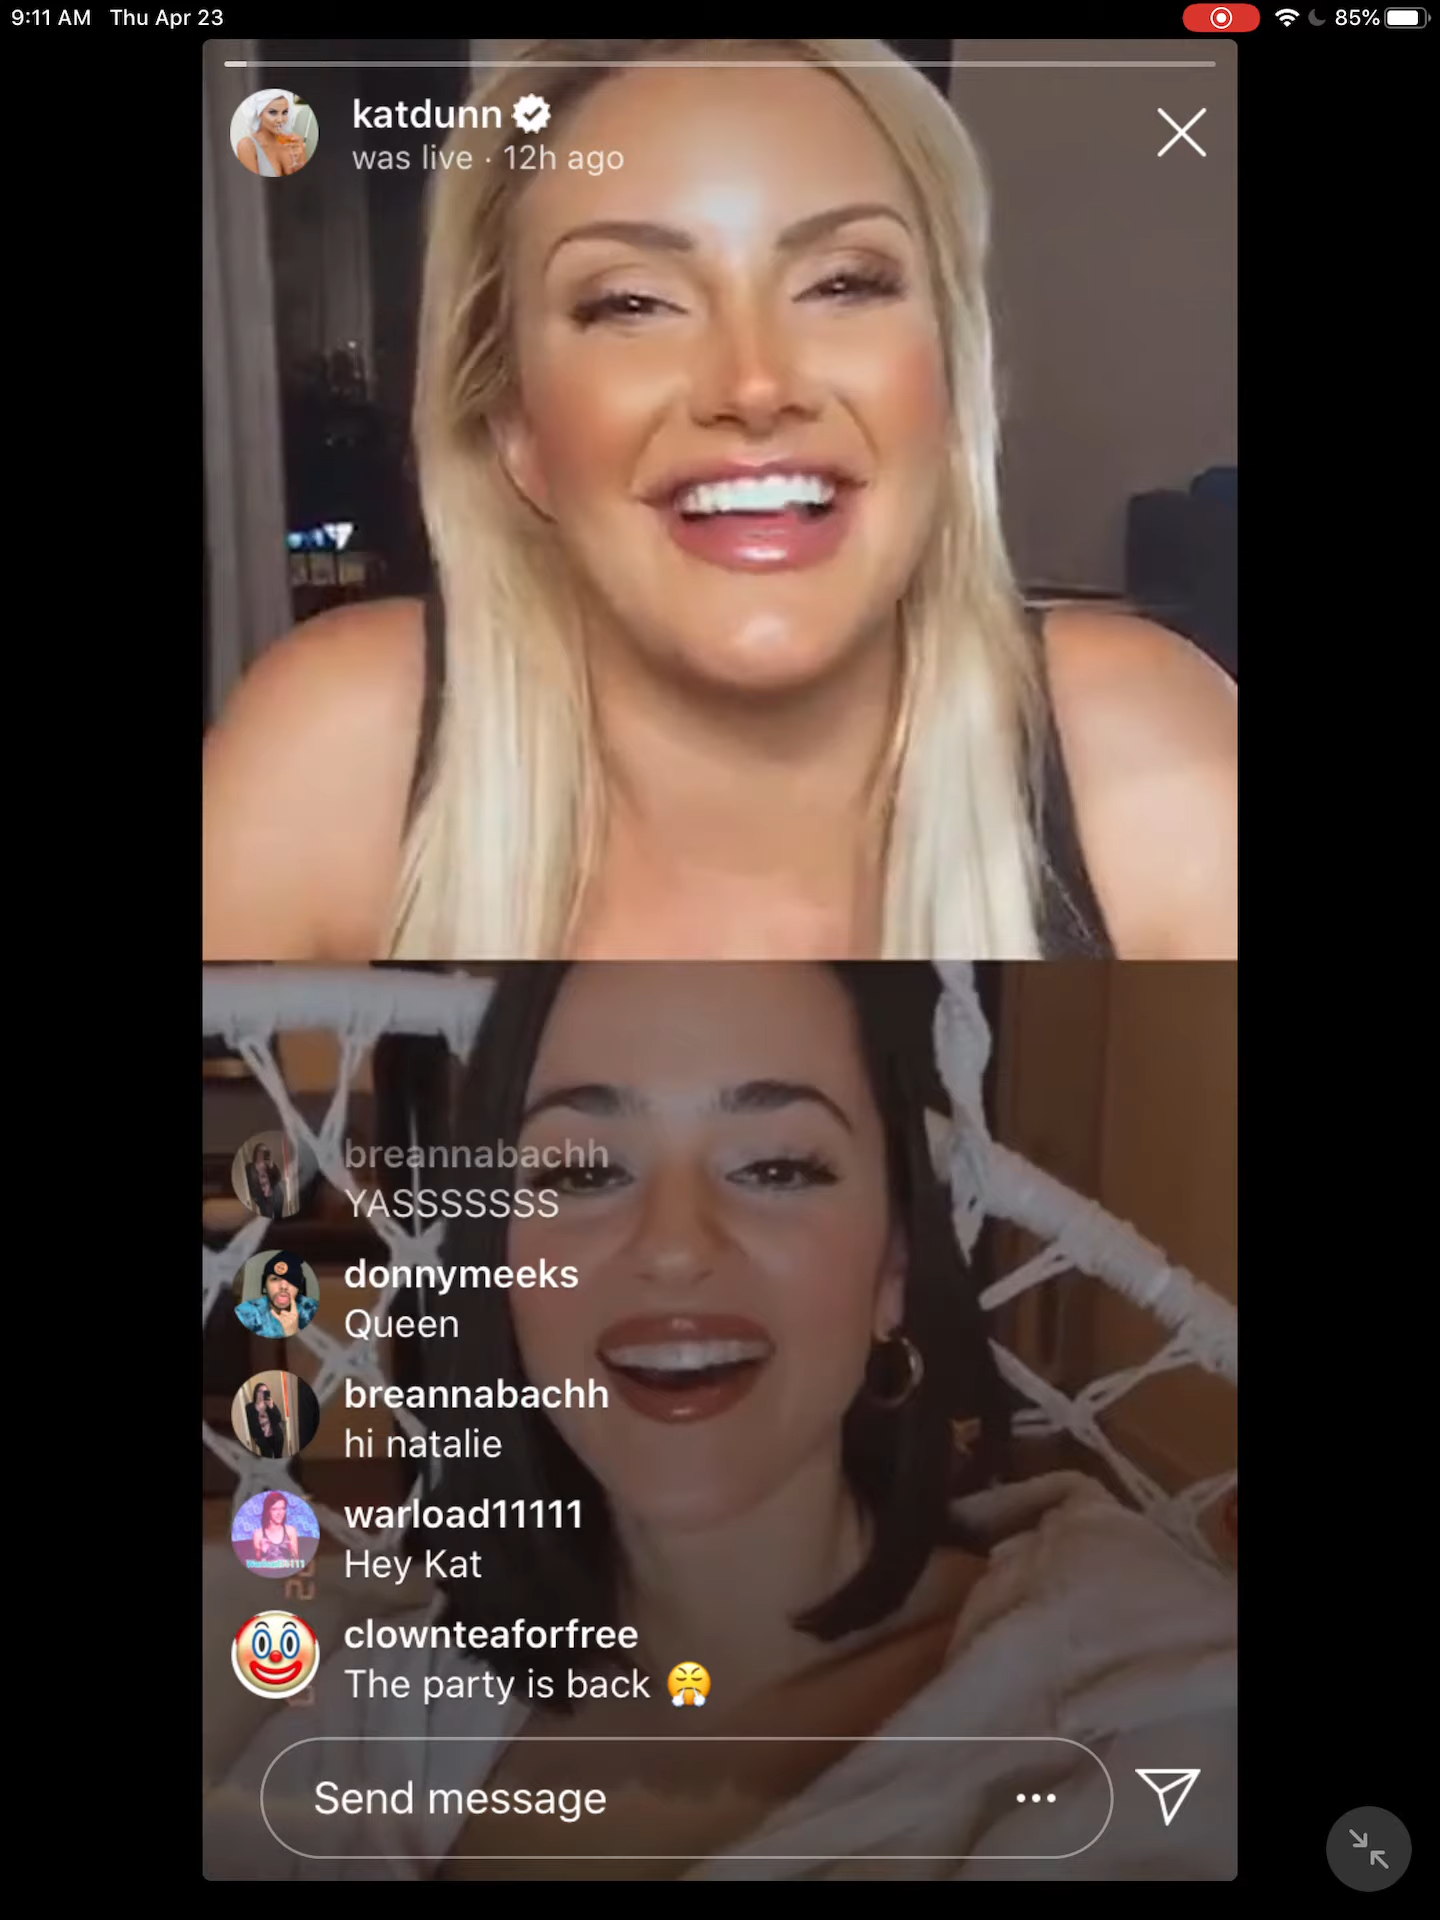 9:11 AM Thu Apr 23
85%
katdunn
was live · 12h ago
breannabachh
YASSSSSSS
donnymeeks
Queen
breannabachh
hi natalie
warload11111
Hey Kat
clownteaforfree
The party is back 😤
Send message